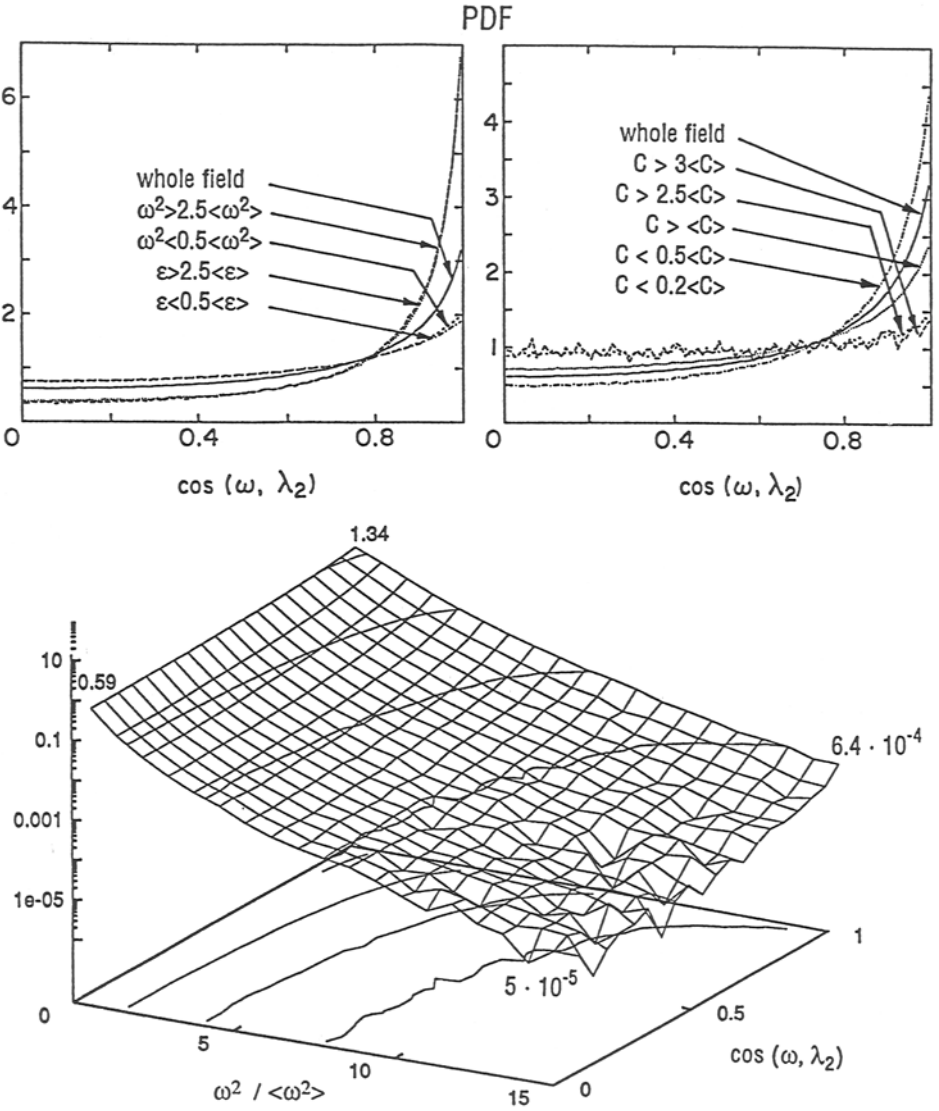 PDF
6
4
2
0
0.4
0.8
whole field
ω²>2.5<ω²>
ω²<0.5<ω²>
ε>2.5<ε>
ε<0.5<ε>
cos (ω, λ₂)
4
3
2
1
0
0.4
0.8
whole field
C > 3<C>
C > 2.5<C>
C > <C>
C < 0.5<C>
C < 0.2<C>
cos (ω, λ₂)
1.34
10
0.59
0.1
0.001
1e-05
6.4 · 10⁻⁴
5 · 10⁻⁵
0
5
10
15
ω² / <ω²>
0
0.5
1
cos (ω, λ₂)